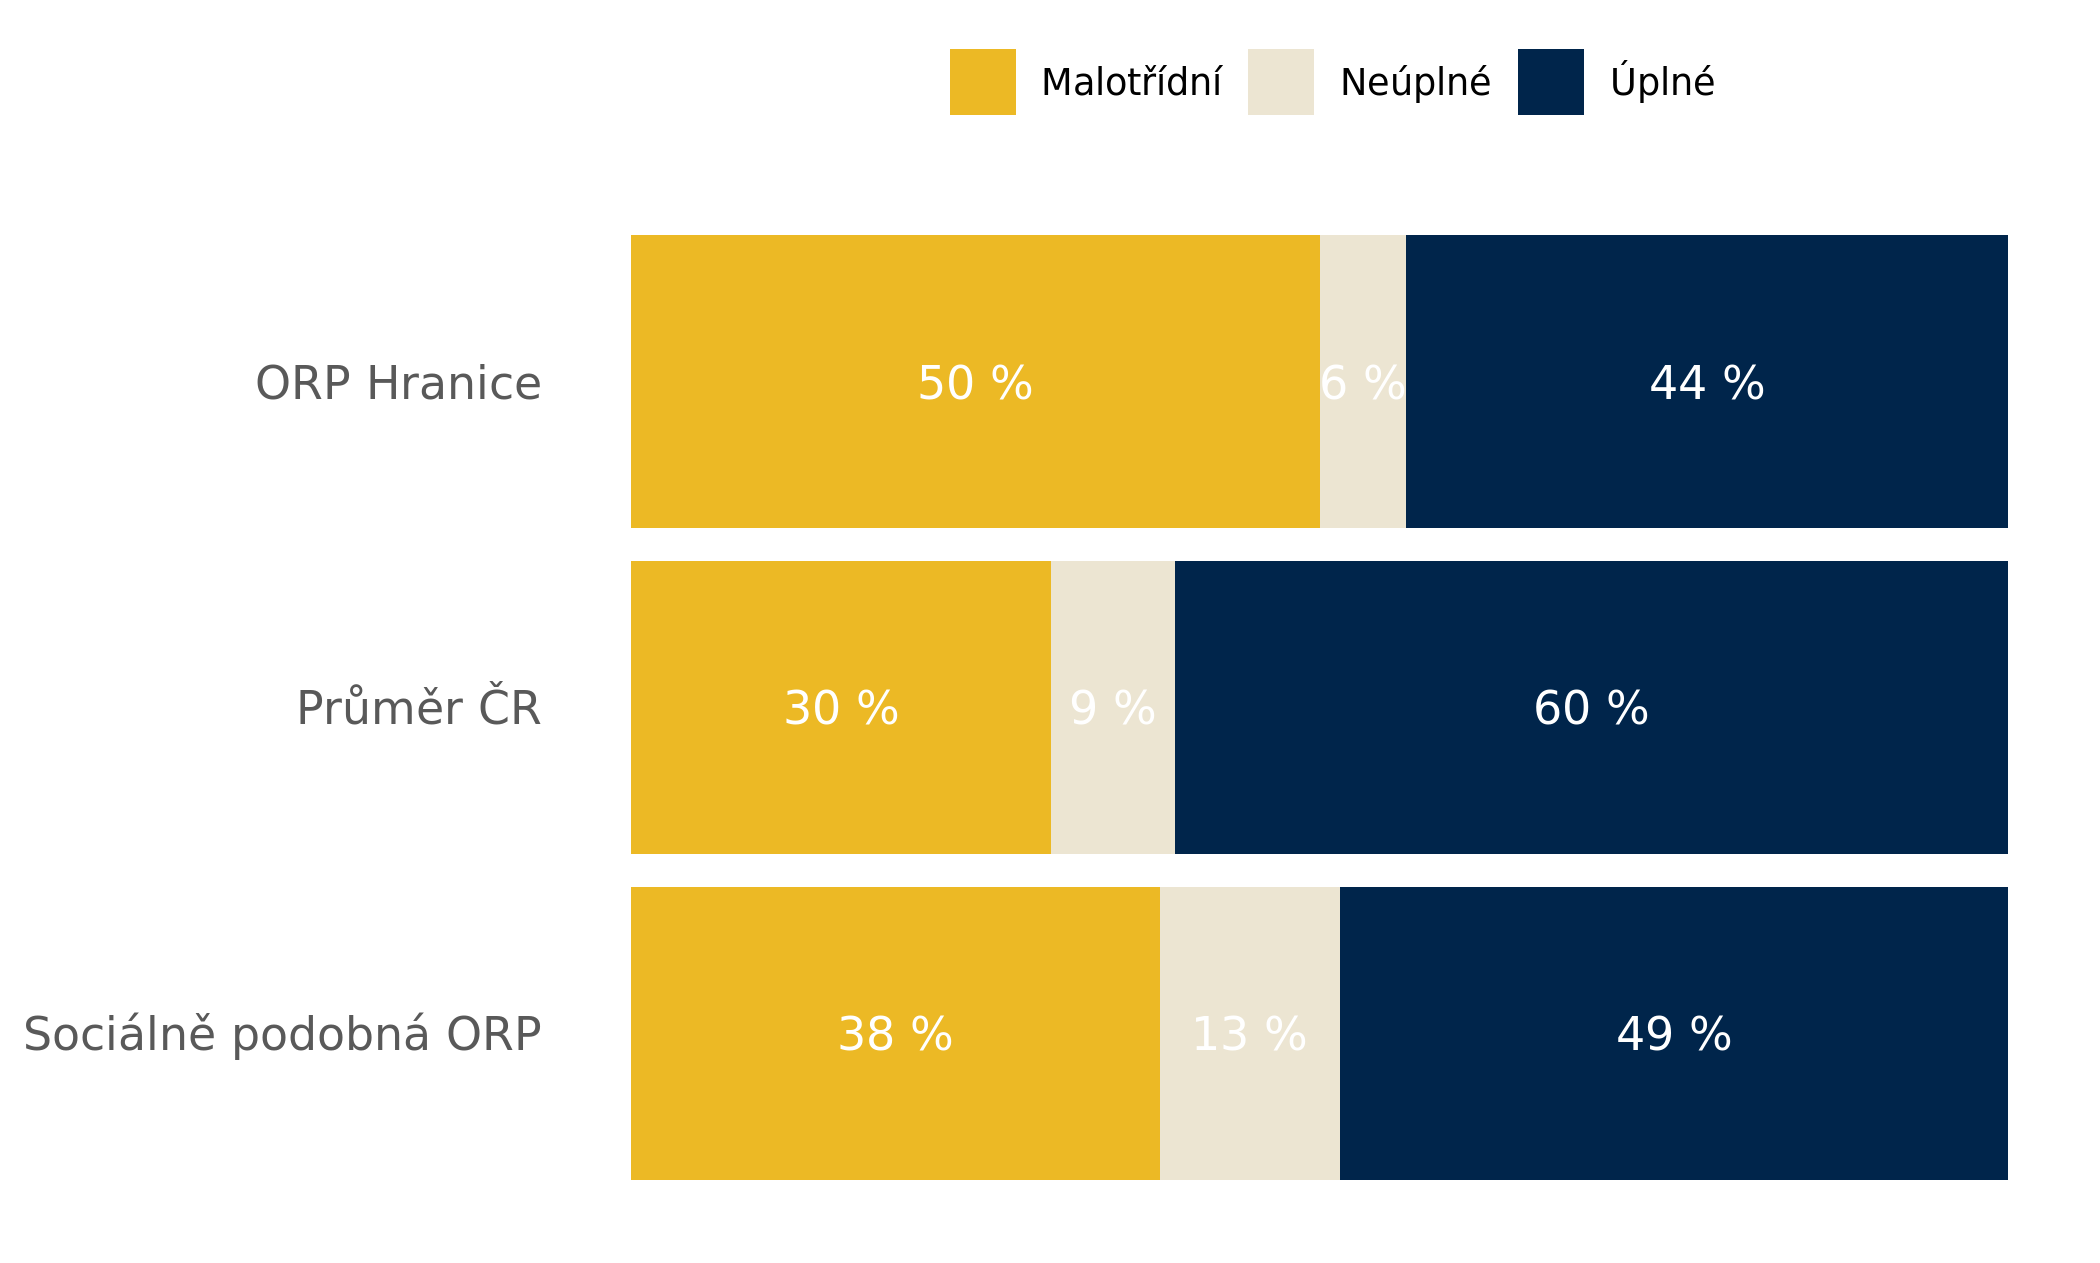 Malotřídní Neúplné Úplné
ORP Hranice 50 % 6 % 44 %
Průměr ČR 30 % 9 % 60 %
Sociálně podobná ORP 38 % 13 % 49 %